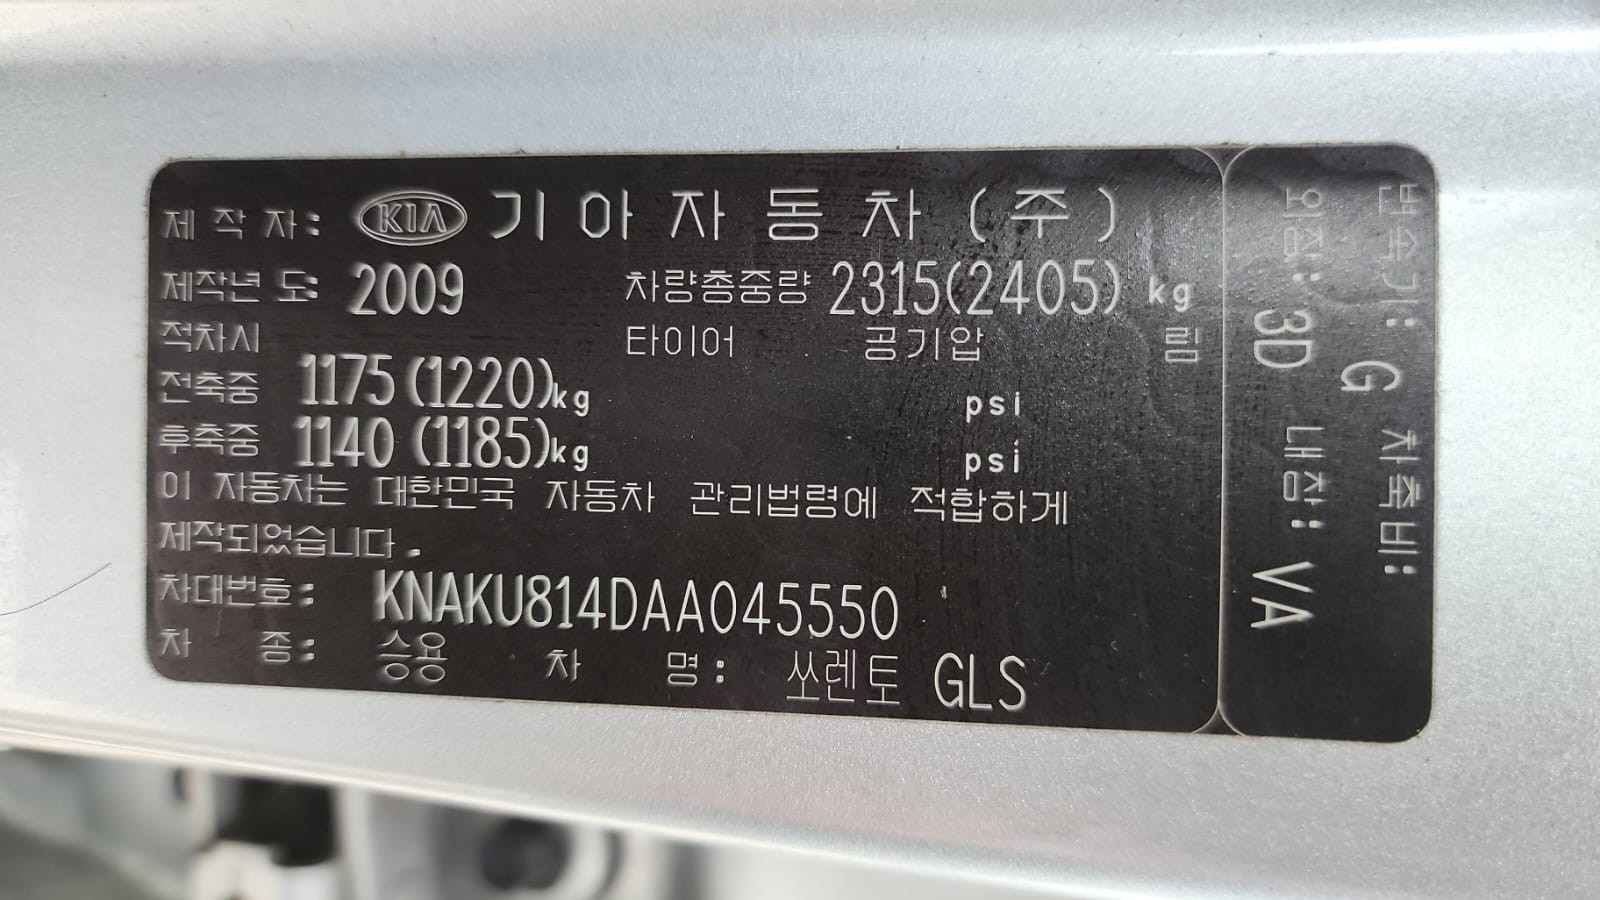 제 작 자: KIA 기 아 자 동 차 ( 주 )
제작년 도: 2009 차량총중량 2315(2405) kg
적차시 타이어 공기압 림
전축중 1175 (1220)kg psi
후축중 1140 (1185)kg psi
이 자동차는 대한민국 자동차 관리법령에 적합하게
제작되었습니다.
차대번호: KNAKU814DAA045550
차 종: 승용 차 명: 쏘렌토 GLS
변속기: G 차축비:
외장: 3D 내장: VA